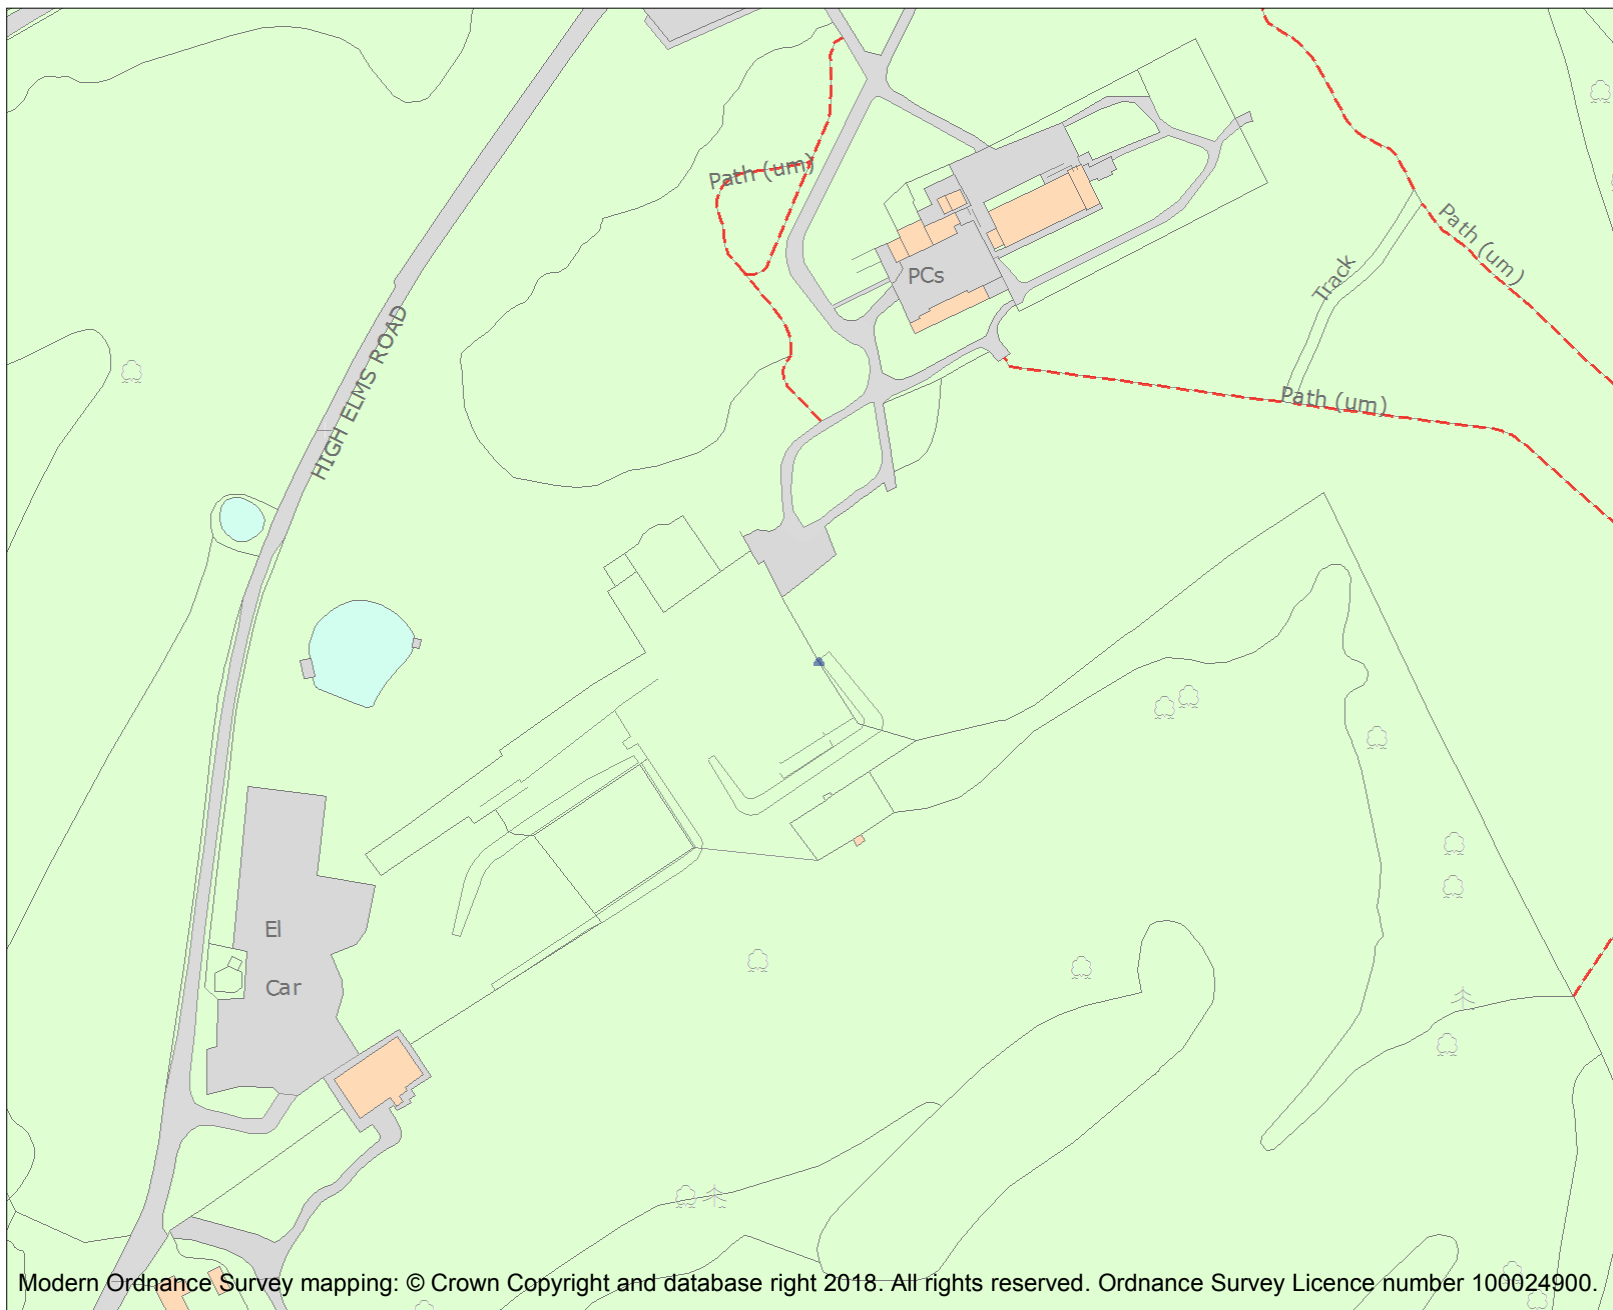 Path (um)
Path (um)
Track
PCs
HIGH ELMS ROAD
Path (um)
El
Car
Modern Ordnance Survey mapping: © Crown Copyright and database right 2018. All rights reserved. Ordnance Survey Licence number 100024900.